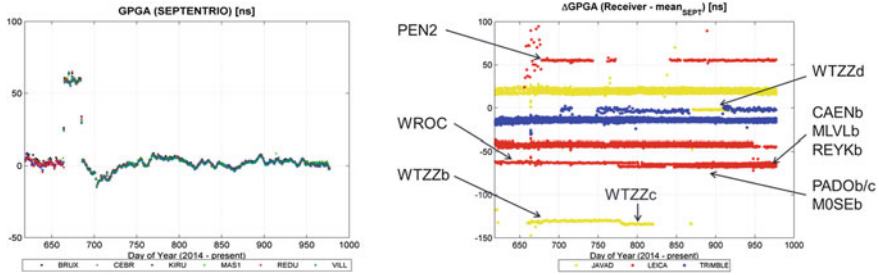 GPGA (SEPTENTRIO) [ns]
100
50
0
-50
650 700 750 800 850 900 950 1000
Day of Year (2014 - present)
BRUX CEBR KIRU MAS1 REDU VILL
ΔGPGA (Receiver - mean_SEPT) [ns]
100
50
0
-50
-100
-150
650 700 750 800 850 900 950 1000
Day of Year (2014 - present)
JAVAD LEICA TRIMBLE
PEN2
WROC
WTZZb
WTZZc
WTZZd
CAENb
MLVLb
REYKb
PADOb/c
M0SEb